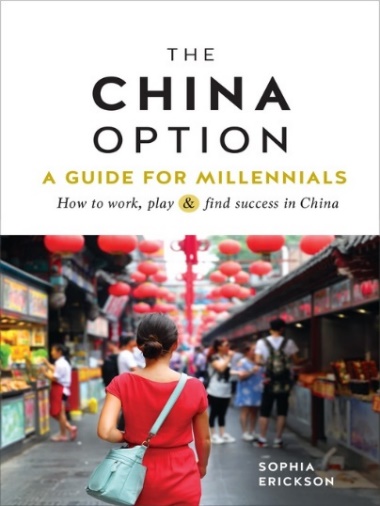 THE
CHINA
OPTION
A GUIDE FOR MILLENNIALS
How to work, play & find success in China
SOPHIA
ERICKSON